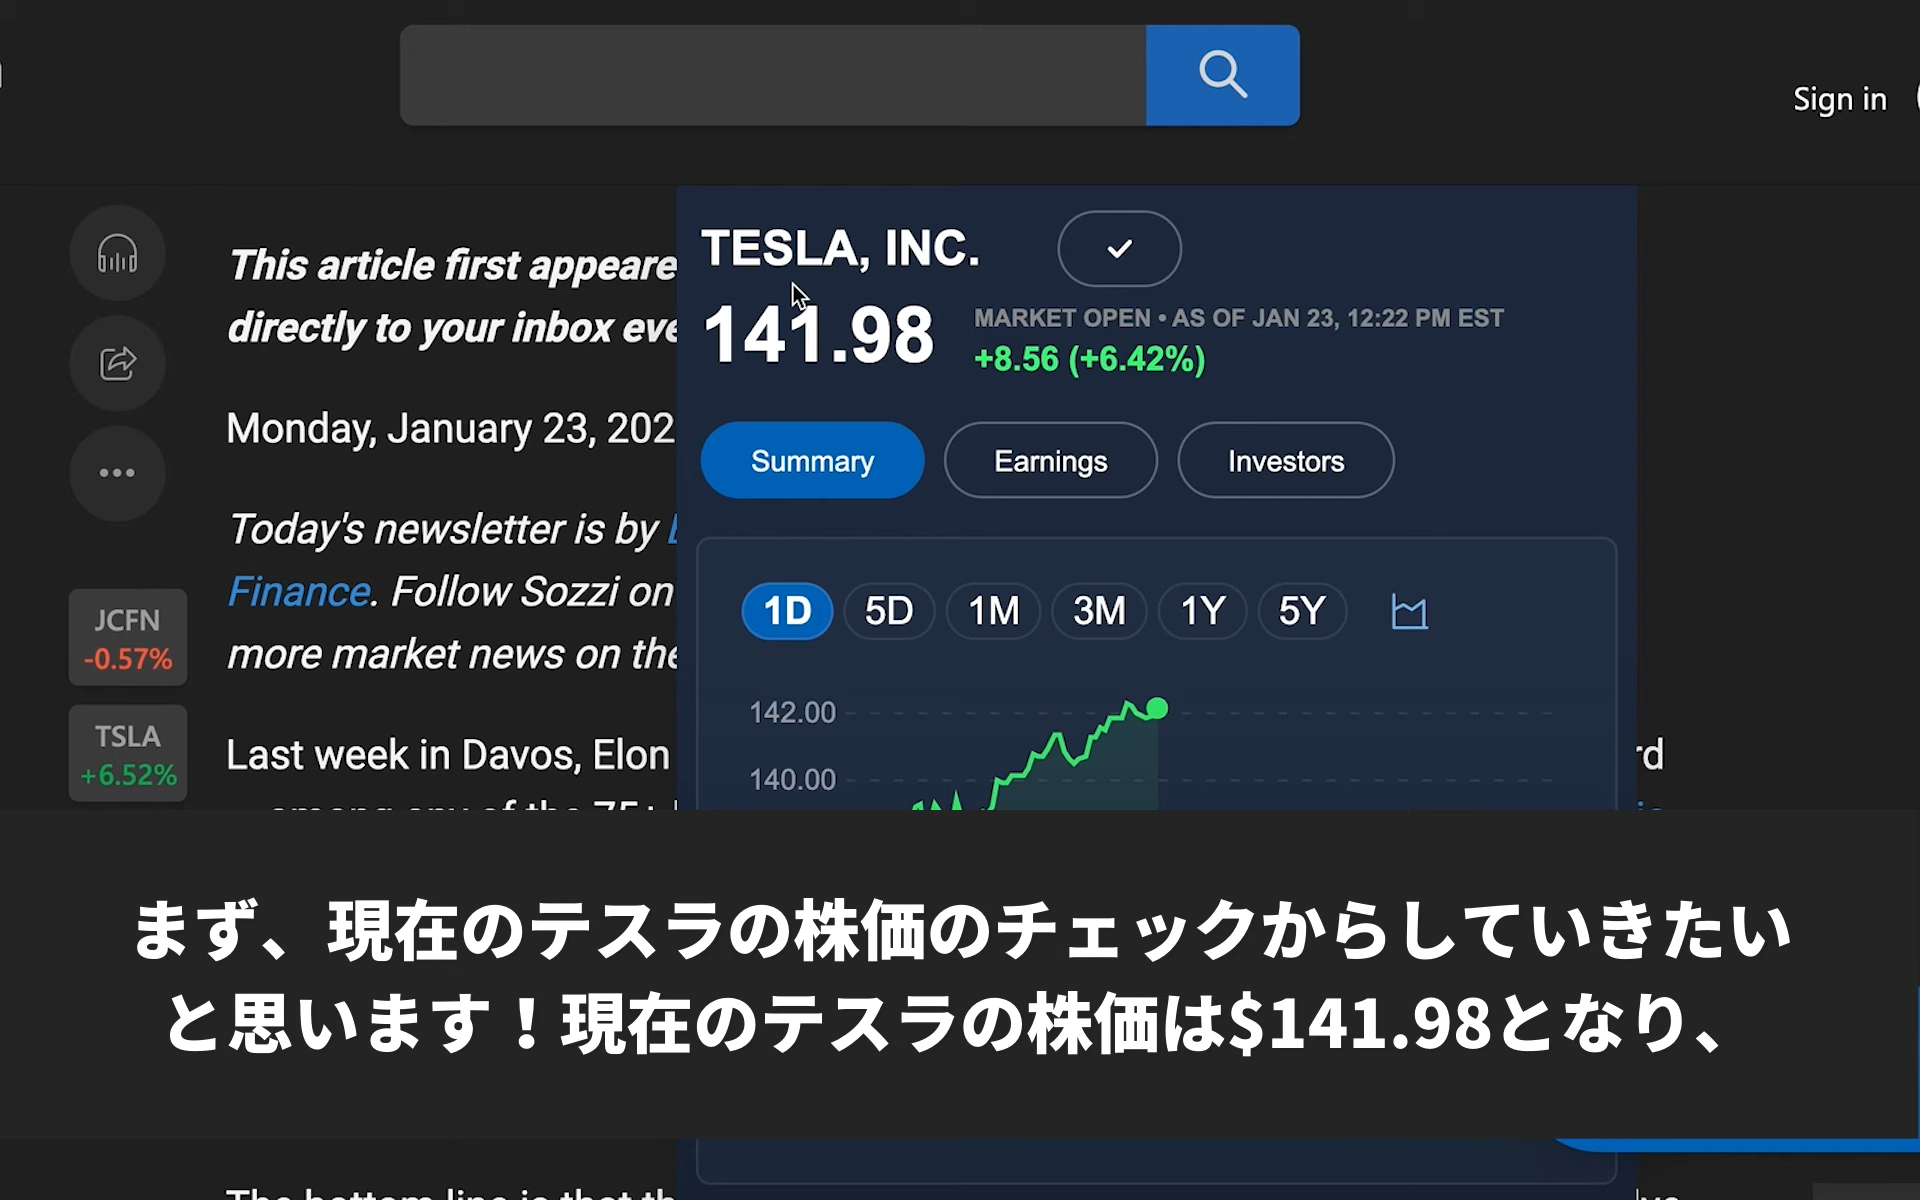 Sign in
This article first
directly to your inbox
Monday, January 23,
Today's newsletter is by
Finance. Follow Sozzi on
more market news on
Last week in Davos, Elon
JCFN
-0.57%
TSLA
+6.52%
TESLA, INC.
141.98
MARKET OPEN • AS OF JAN 23, 12:22 PM EST
+8.56 (+6.42%)
Summary Earnings Investors
1D 5D 1M 3M 1Y 5Y
142.00
140.00
まず、現在のテスラの株価のチェックからしていきたい
と思います！現在のテスラの株価は$141.98となり、